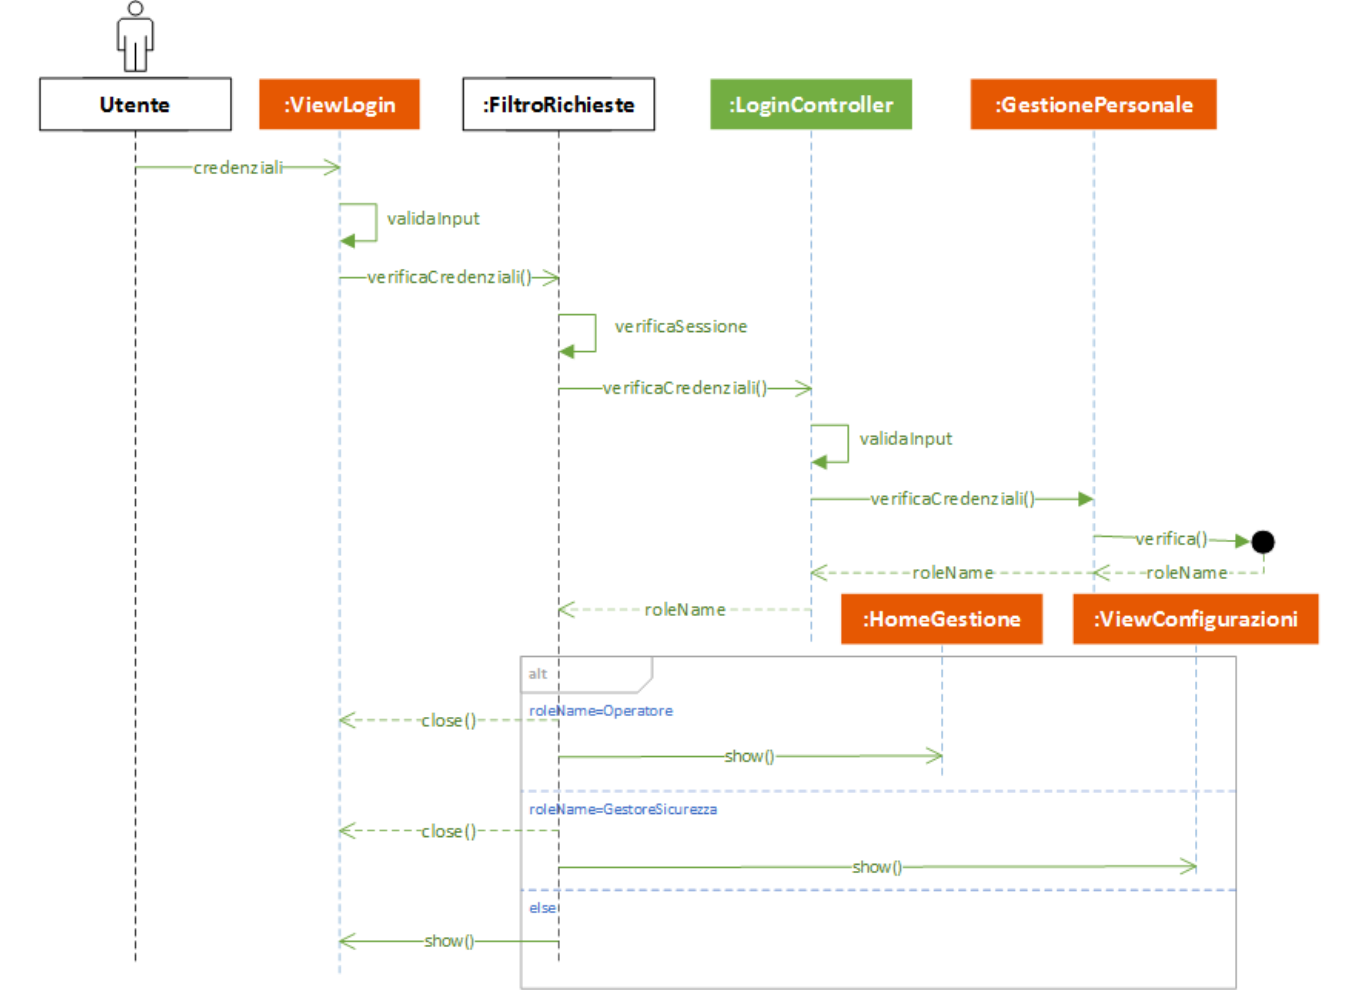 Utente
:ViewLogin
:FiltroRichieste
:LoginController
:GestionePersonale
credenziali
validaInput
verificaCredenziali()
verificaSessione
verificaCredenziali()
validaInput
verificaCredenziali()
verifica()
roleName
roleName
roleName
:HomeGestione
:ViewConfigurazioni
alt
roleName=Operatore
close()
show()
roleName=GestoreSicurezza
close()
show()
else
show()